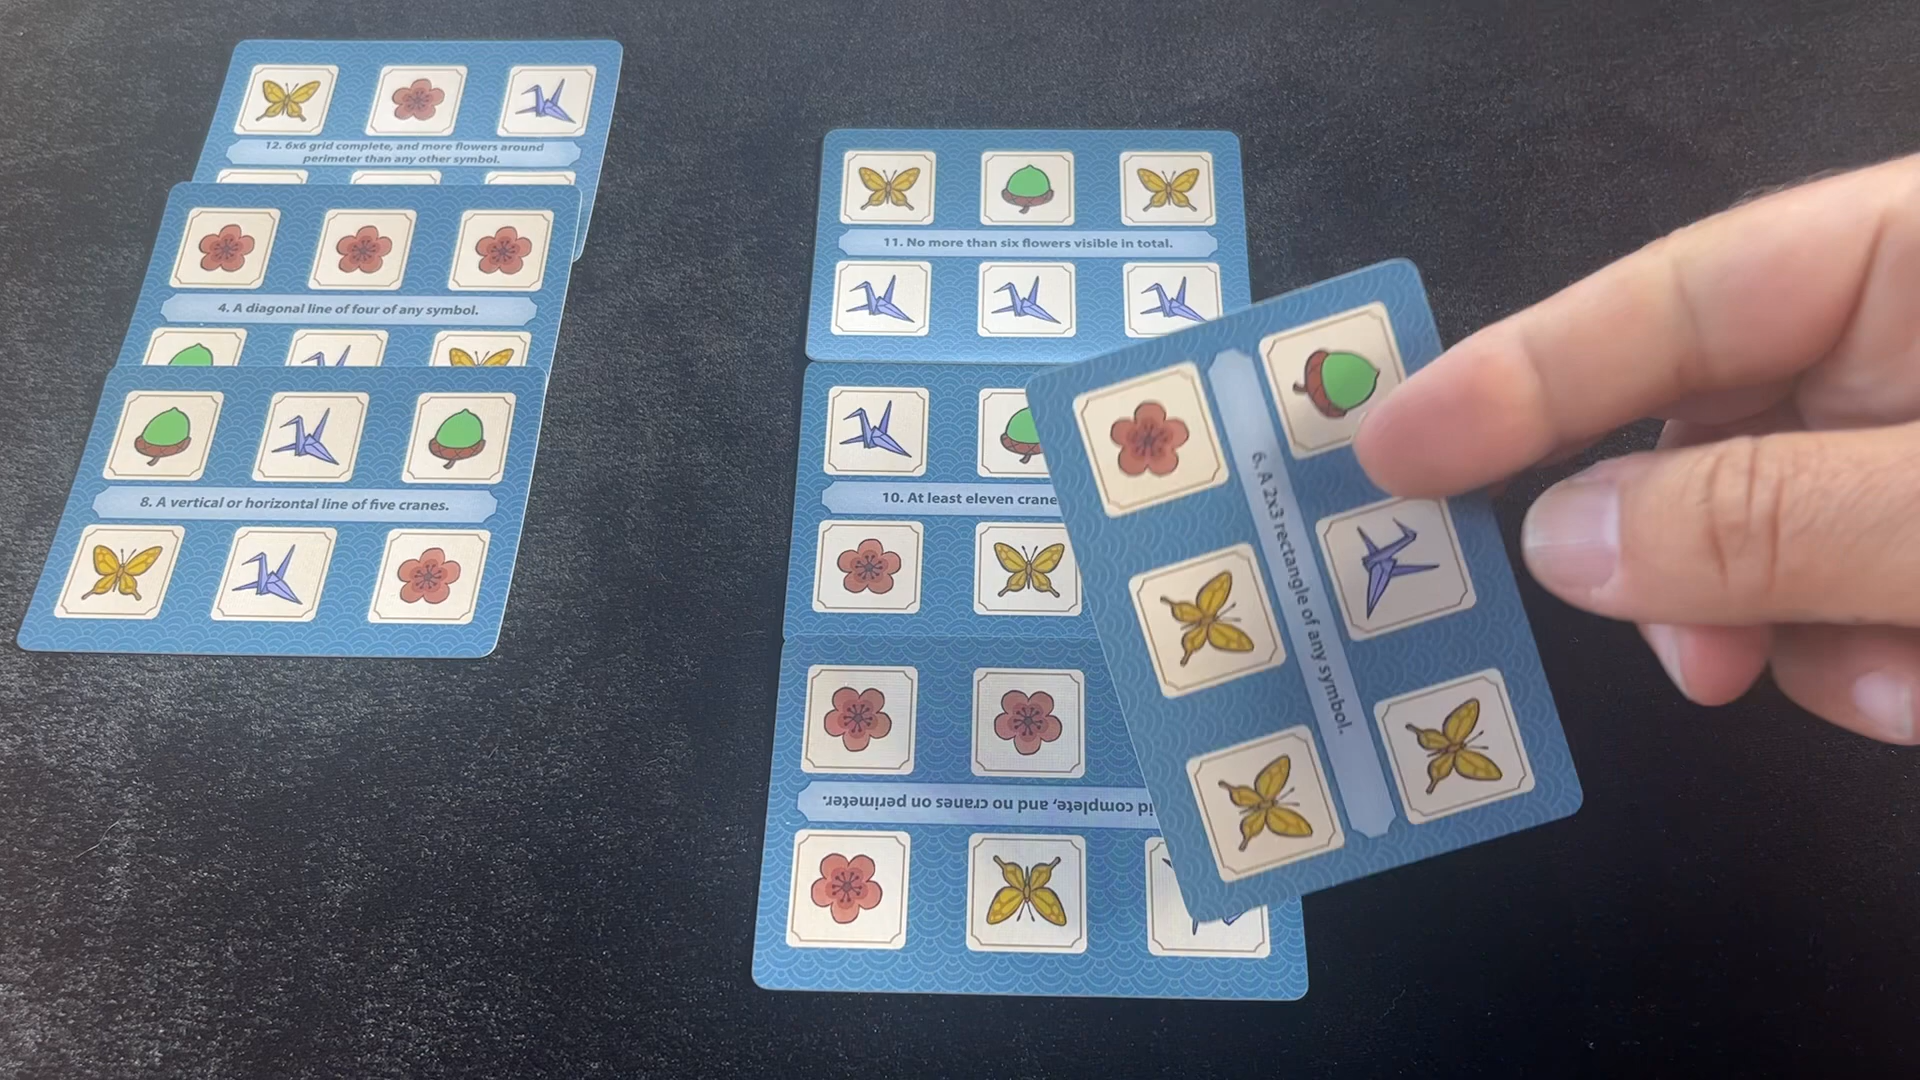 12. 6x6 grid complete, and more flowers around
perimeter than any other symbol.
4. A diagonal line of four of any symbol.
8. A vertical or horizontal line of five cranes.
11. No more than six flowers visible in total.
10. At least eleven
complete, and no cranes on perimeter.
6. A 2x3 rectangle of any symbol.